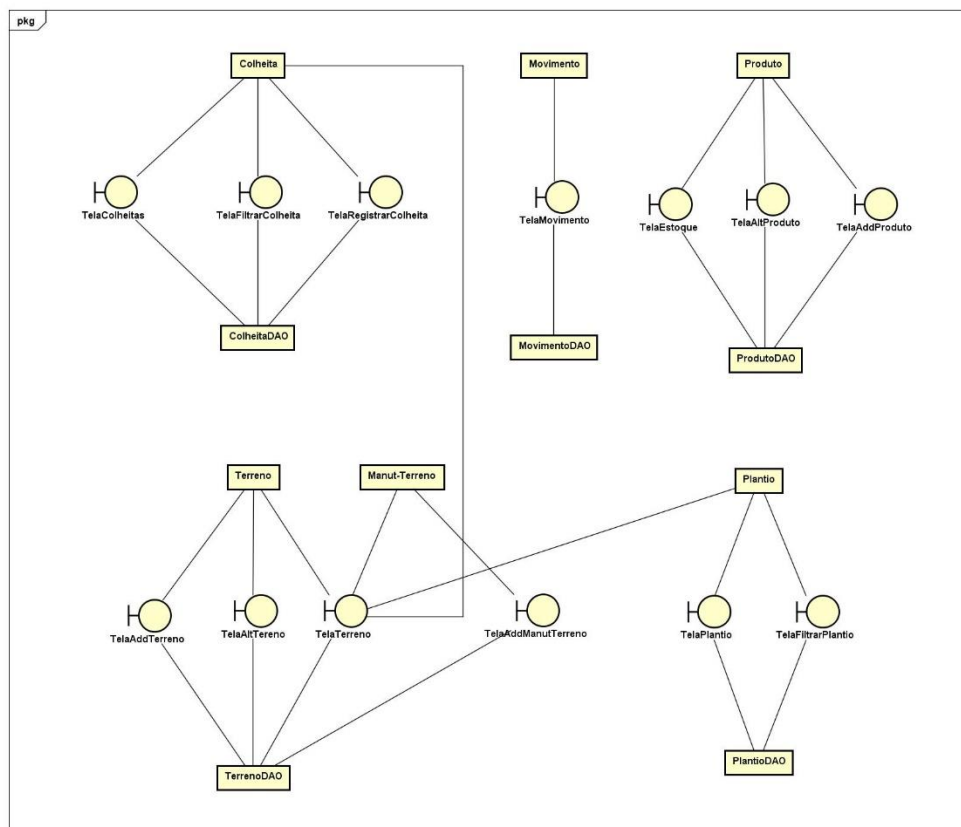 pkg
Colheita
Movimento
Produto
TelaColheitas
TelaFiltrarColheita
TelaRegistrarColheita
TelaMovimento
TelaEstoque
TelaAltProduto
TelaAddProduto
ColheitaDAO
MovimentoDAO
ProdutoDAO
Terreno
Manut-Terreno
Plantio
TelaAddTerreno
TelaAltTereno
TelaTerreno
TelaAddManutTerreno
TelaPlantio
TelaFiltrarPlantio
TerrenoDAO
PlantioDAO